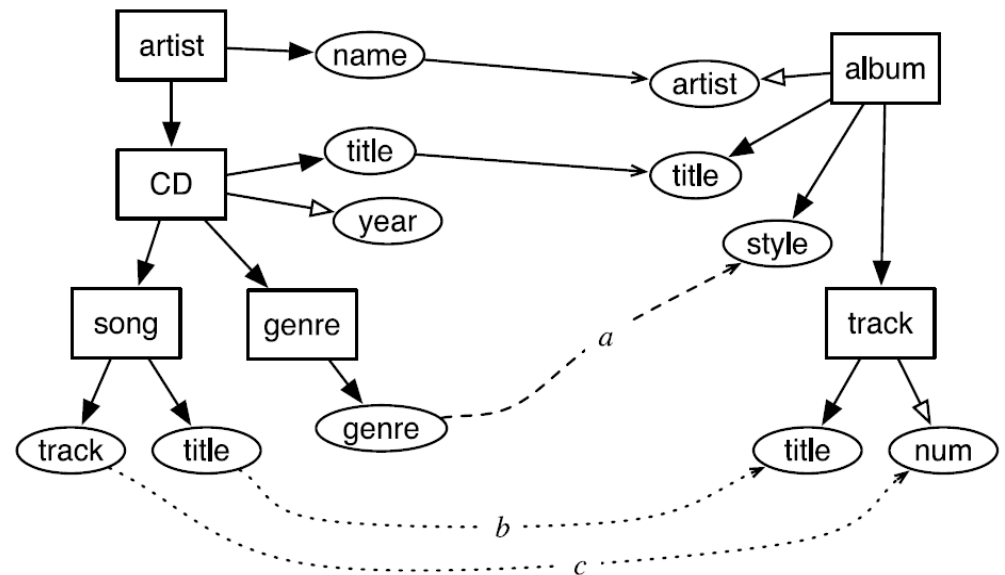 artist
name
album
artist
CD
title
title
year
style
song
genre
track
a
track
title
genre
title
num
b
c